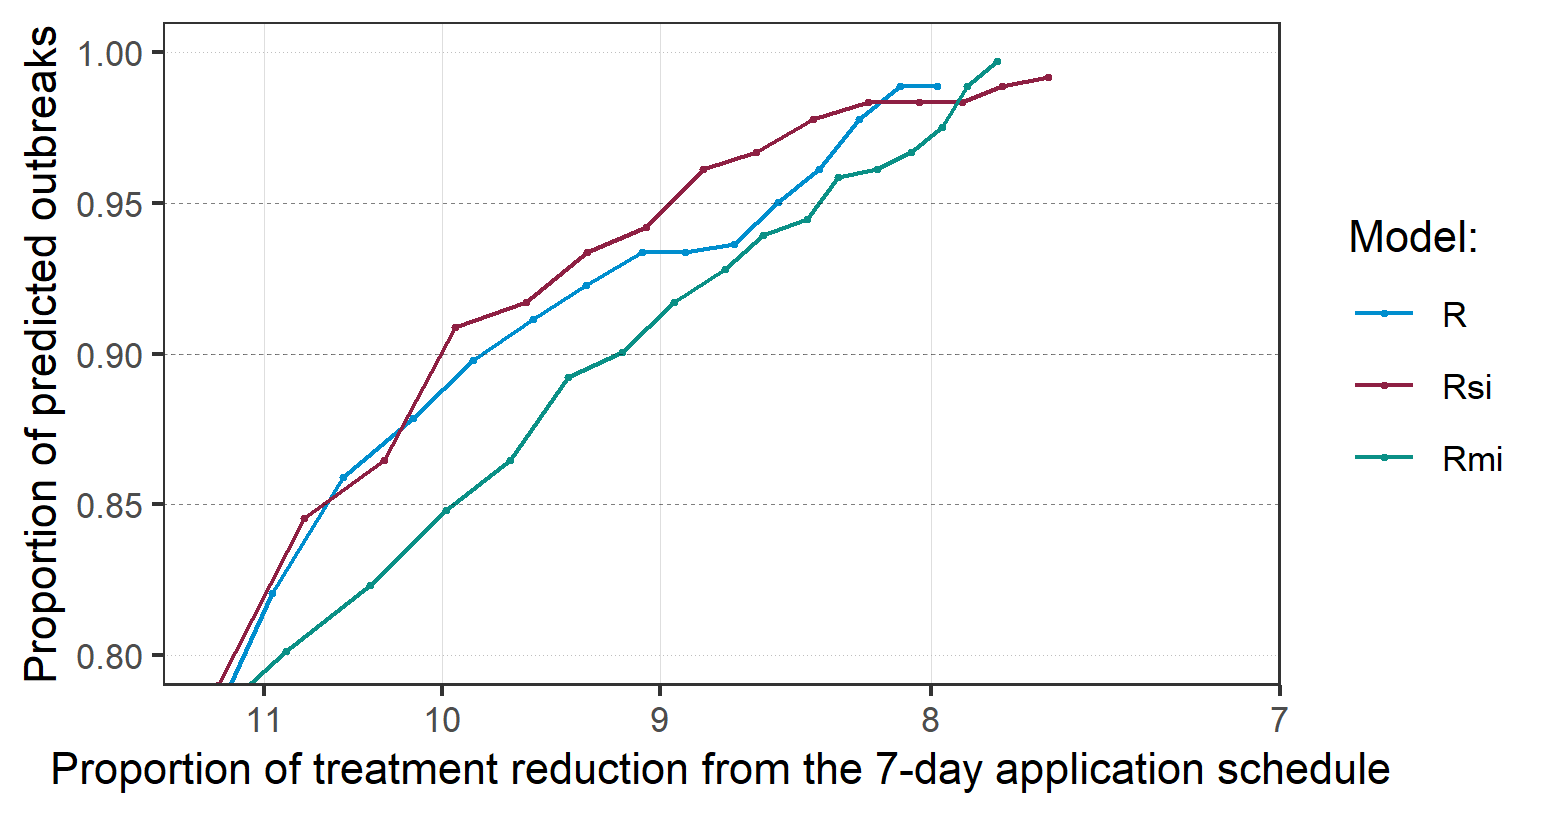 Proportion of predicted outbreaks
1.00
0.95
0.90
0.85
0.80
11 10 9 8 7
Proportion of treatment reduction from the 7-day application schedule
Model:
R
Rsi
Rmi